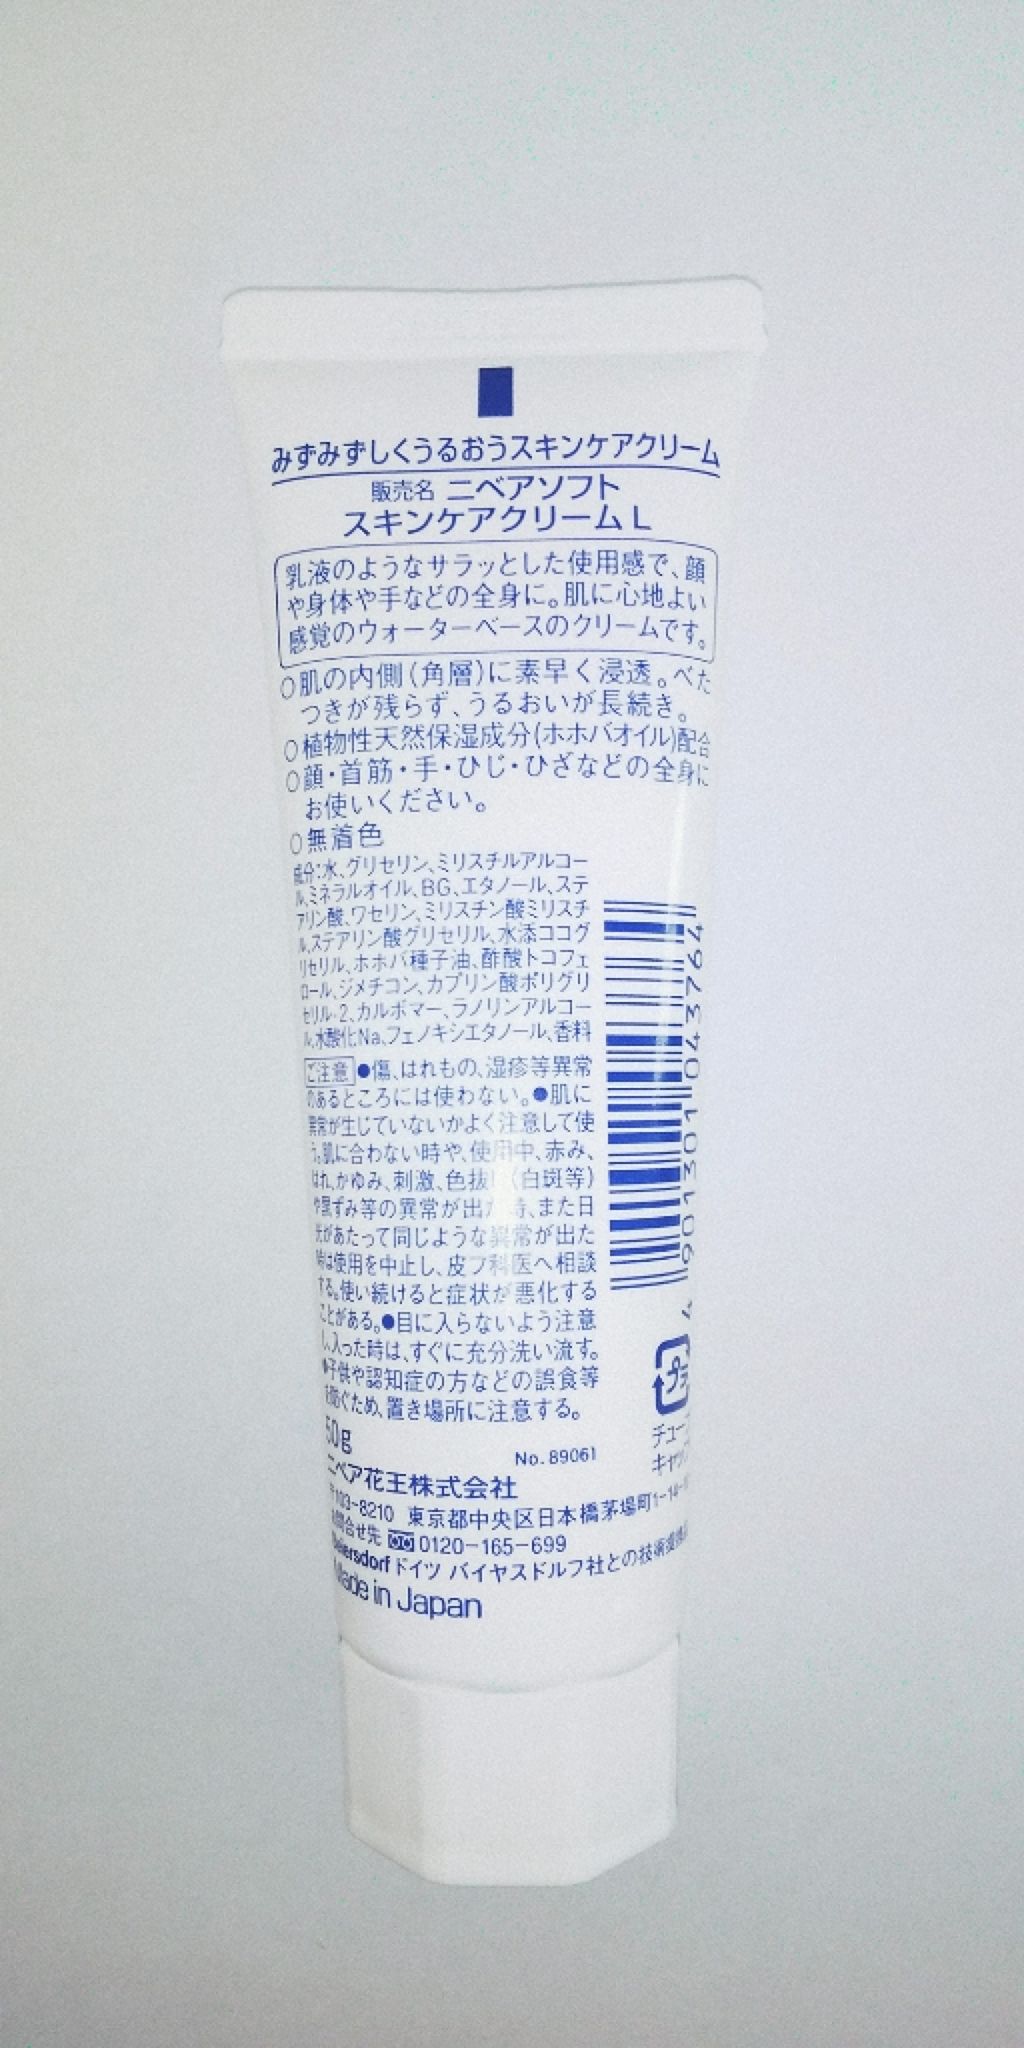 みずみずしくうるおうスキンケアクリーム
販売名 ニベアソフト
スキンケアクリームL
乳液のようなサラッとした使用感で、顔
や身体や手などの全身に。肌に心地よい
感覚のウォーターベースのクリームです。
○肌の内側(角層)に素早く浸透。べた
つきが残らず、うるおいが長続き。
○植物性天然保湿成分(ホホバオイル)配合
○顔・首筋・手・ひじ・ひざなどの全身に
お使いください。
○無着色
成分:水、グリセリン、ミリスチルアルコー
ル、ミネラルオイル、BG、エタノール、ステ
アリン酸、ワセリン、ミリスチン酸ミリスチ
ル、ステアリン酸グリセリル、水添ココグ
リセリル、ホホバ種子油、酢酸トコフェ
ロール、ジメチコン、カプリン酸ポリグリ
セリル-2、カルボマー、ラノリンアルコー
ル、水酸化Na、フェノキシエタノール、香料
ご注意 ●傷、はれもの、湿疹等異常
のあるところには使わない。●肌に
異常が生じていないかよく注意して使
う。肌に合わない時や、使用中、赤み、
はれ、かゆみ、刺激、色抜け(白斑等)
や黒ずみ等の異常が出た時、また日
光があたって同じような異常が出た
時は使用を中止し、皮フ科医へ相談
する。使い続けると症状が悪化する
ことがある。●目に入らないよう注意
し、入った時は、すぐに充分洗い流す。
●子供や認知症の方などの誤食等
を防ぐため、置き場所に注意する。
4 901301 043764
プラ
チュー
キャッ
50g
No.89061
ニベア花王株式会社
〒103-8210 東京都中央区日本橋茅場町1-14-
お問合せ先 0120-165-699
Beiersdorf ドイツ バイヤスドルフ社との技術提携品
Made in Japan